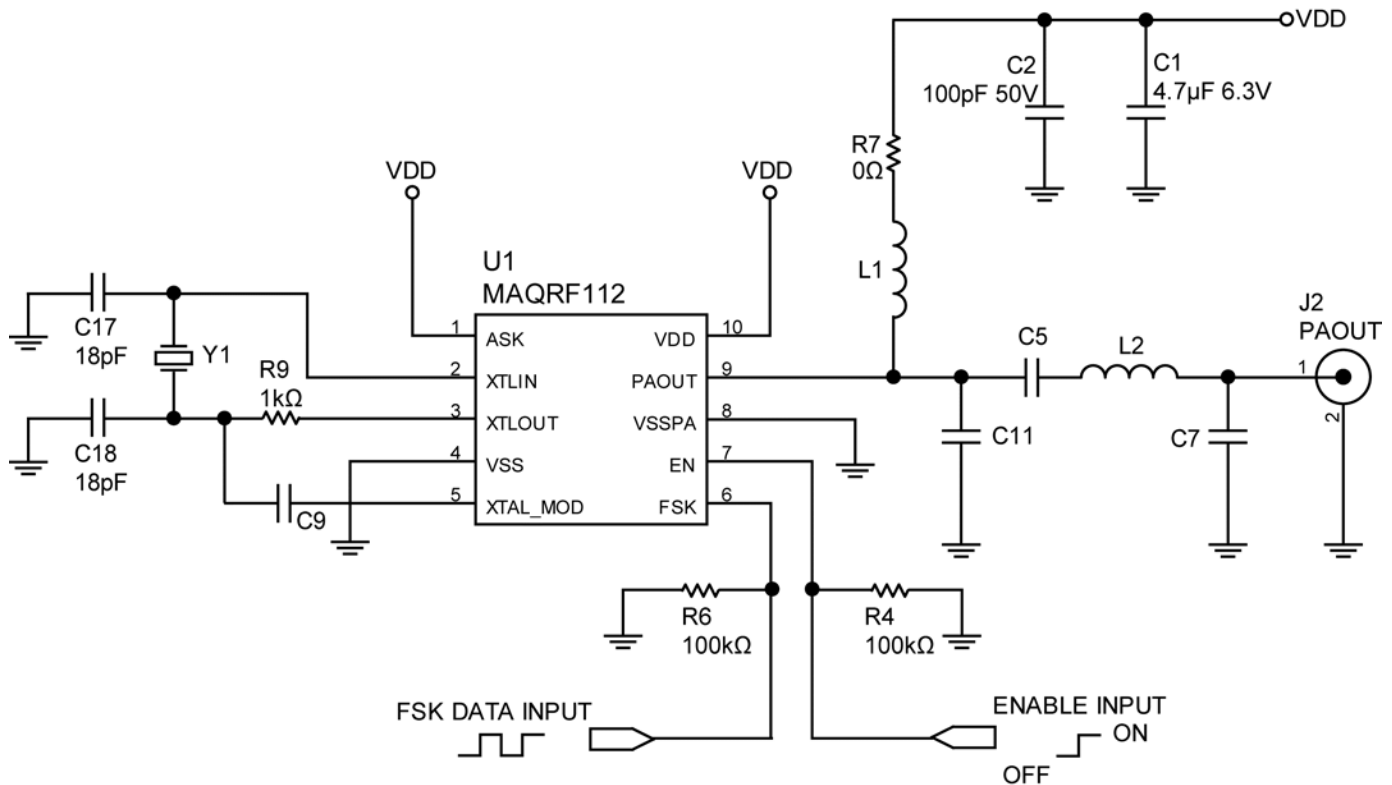 VDD
C2
100pF 50V
C1
4.7µF 6.3V
R7
0Ω
VDD
VDD
L1
U1
MAQRF112
C17
18pF
Y1
R9
1kΩ
C18
18pF
C9
1 ASK
2 XTLIN
3 XTLOUT
4 VSS
5 XTAL_MOD
VDD 10
PAOUT 9
VSSPA 8
EN 7
FSK 6
C5
L2
J2
PAOUT
1
2
C11
C7
R6
100kΩ
R4
100kΩ
FSK DATA INPUT
ENABLE INPUT
ON
OFF